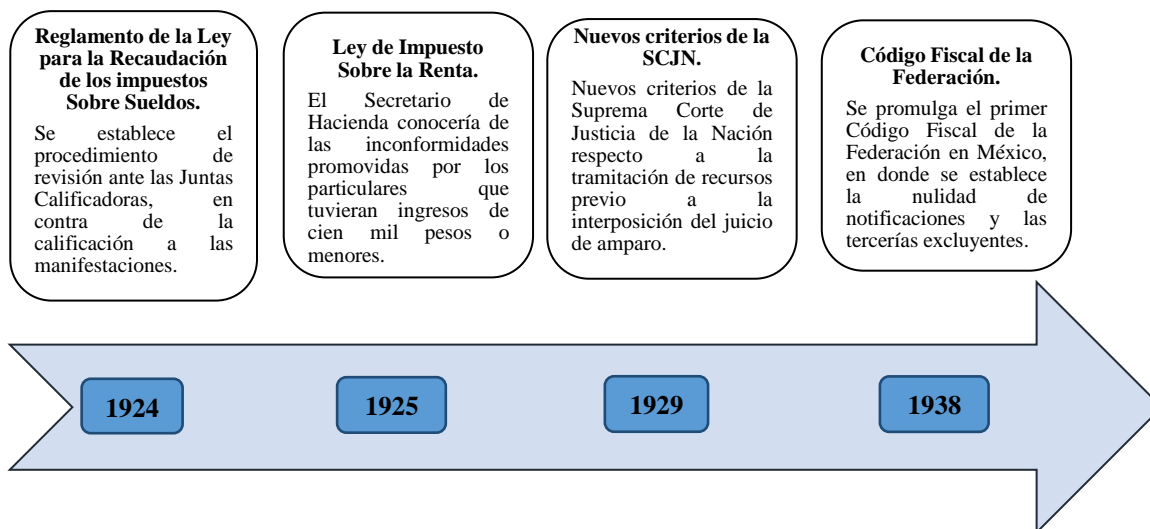 Reglamento de la Ley
para la Recaudación
de los impuestos
Sobre Sueldos.
Se establece el
procedimiento de
revisión ante las Juntas
Calificadoras, en
contra de la
calificación a las
manifestaciones.
Ley de Impuesto
Sobre la Renta.
El Secretario de
Hacienda conocería de
las inconformidades
promovidas por los
particulares que
tuvieran ingresos de
cien mil pesos o
menores.
Nuevos criterios de la
SCJN.
Nuevos criterios de la
Suprema Corte de
Justicia de la Nación
respecto a la
tramitación de recursos
previo a la
interposición del juicio
de amparo.
Código Fiscal de la
Federación.
Se promulga el primer
Código Fiscal de la
Federación en México,
en donde se establece
la nulidad de
notificaciones y las
tercerías excluyentes.
1924
1925
1929
1938